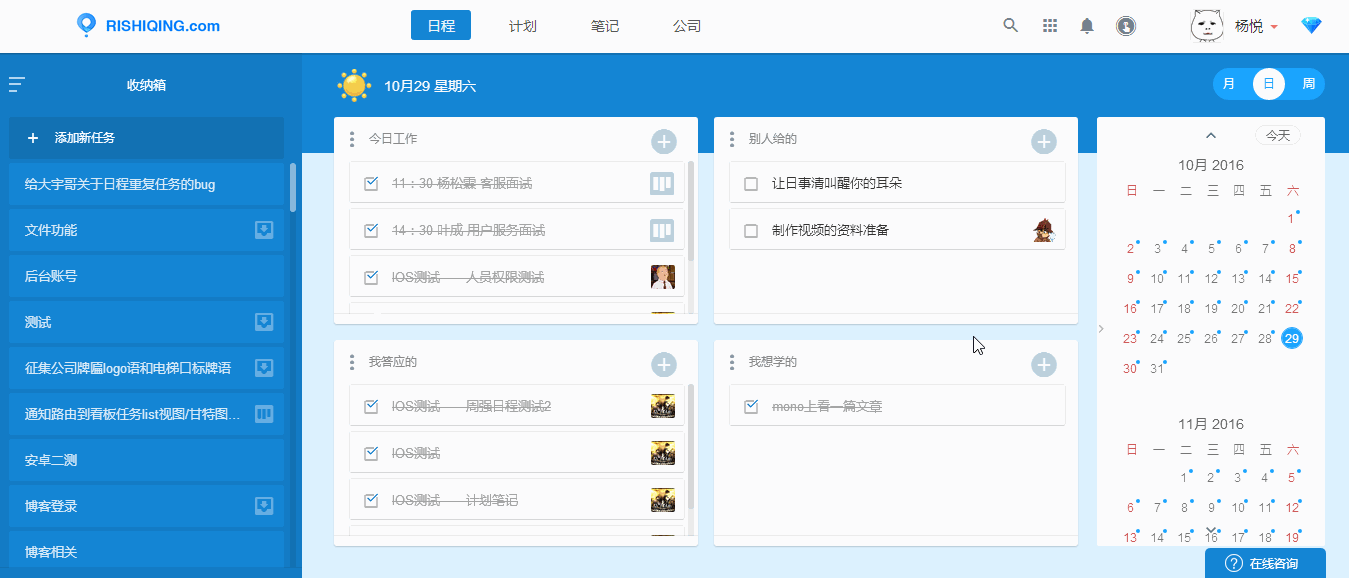 RISHIQING.com
日程
计划
笔记
公司
杨悦
收纳箱
添加新任务
给大宇哥关于日程重复任务的bug
文件功能
后台账号
测试
征集公司牌匾logo语和电梯口标牌语
通知路由到看板任务list视图/甘特图...
安卓二测
博客登录
博客相关
10月29 星期六
月 日 周
今日工作
11：30 杨松霖 客服面试
14：30 叶成 用户服务面试
IOS测试——人员权限测试
别人给的
让日事清叫醒你的耳朵
制作视频的资料准备
我答应的
IOS测试——周强日程测试2
IOS测试
IOS测试——计划笔记
我想学的
mono上看一篇文章
今天
10月 2016
日 一 二 三 四 五 六
1
2 3 4 5 6 7 8
9 10 11 12 13 14 15
16 17 18 19 20 21 22
23 24 25 26 27 28 29
30 31
11月 2016
日 一 二 三 四 五 六
1 2 3 4 5
6 7 8 9 10 11 12
13 14 15 16 17 18 19
在线咨询